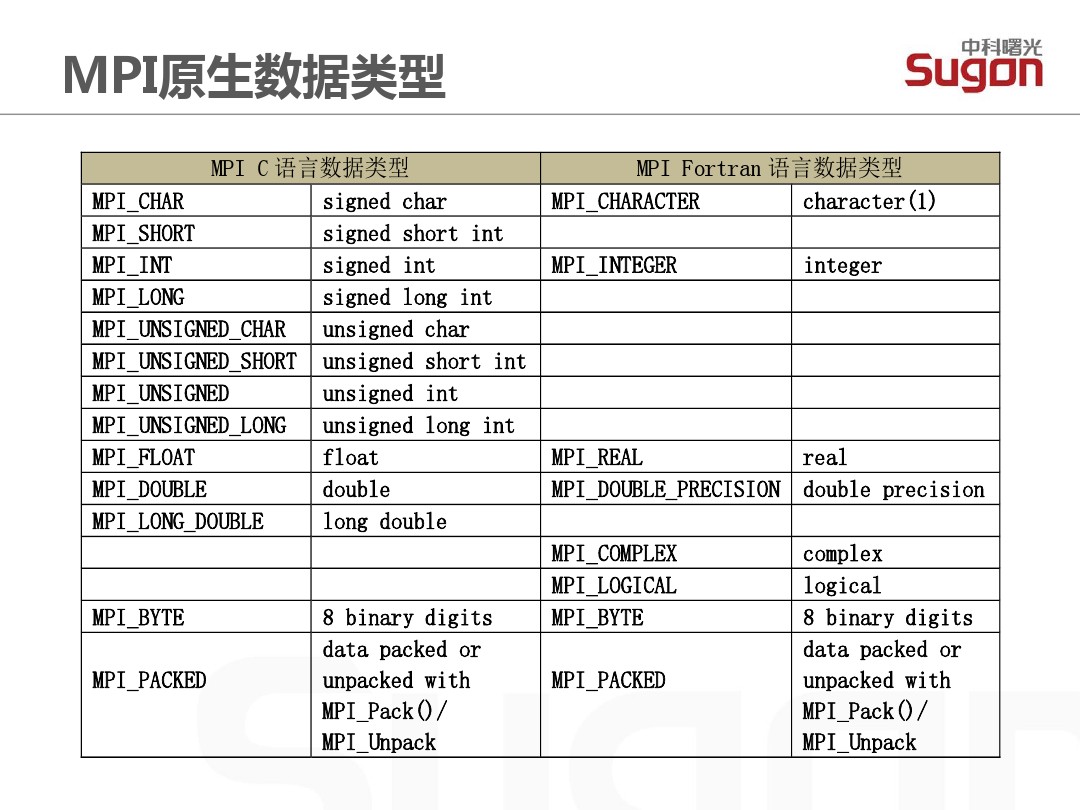 MPI原生数据类型
中科曙光
Sugon
MPI C 语言数据类型 MPI Fortran 语言数据类型
MPI_CHAR signed char MPI_CHARACTER character(1)
MPI_SHORT signed short int
MPI_INT signed int MPI_INTEGER integer
MPI_LONG signed long int
MPI_UNSIGNED_CHAR unsigned char
MPI_UNSIGNED_SHORT unsigned short int
MPI_UNSIGNED unsigned int
MPI_UNSIGNED_LONG unsigned long int
MPI_FLOAT float MPI_REAL real
MPI_DOUBLE double MPI_DOUBLE_PRECISION double precision
MPI_LONG_DOUBLE long double
MPI_COMPLEX complex
MPI_LOGICAL logical
MPI_BYTE 8 binary digits MPI_BYTE 8 binary digits
data packed or data packed or
MPI_PACKED unpacked with MPI_PACKED unpacked with
MPI_Pack()/ MPI_Pack()/
MPI_Unpack MPI_Unpack